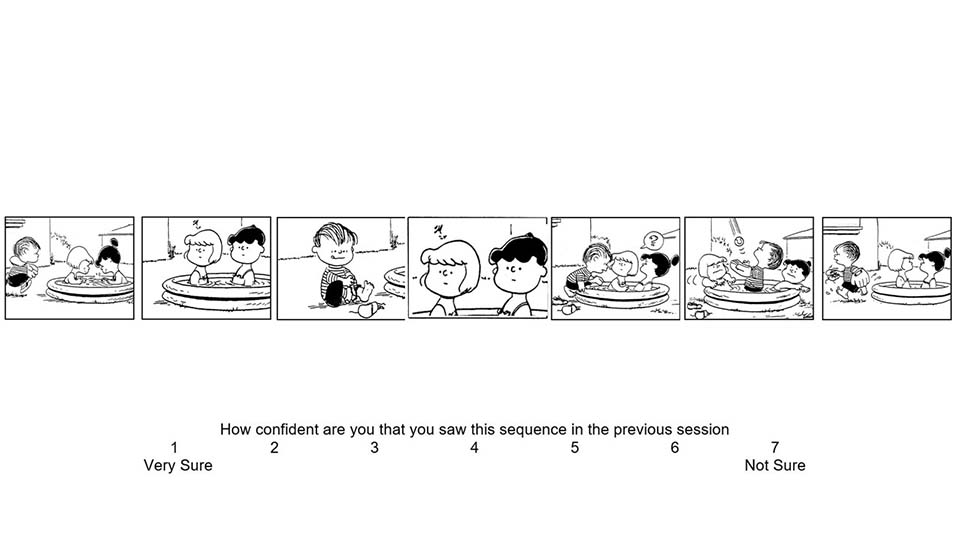 ?
How confident are you that you saw this sequence in the previous session
1 2 3 4 5 6 7
Very Sure Not Sure